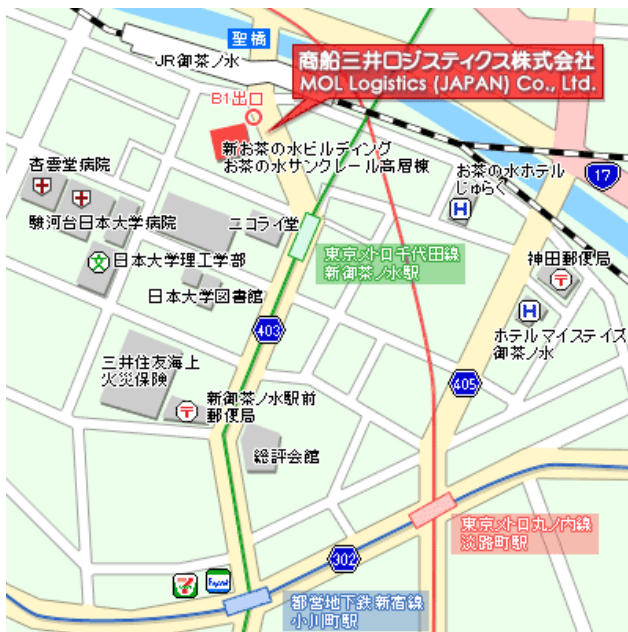 聖橋
JR御茶ノ水
商船三井ロジスティクス株式会社
MOL Logistics (JAPAN) Co., Ltd.
B1出口
新お茶の水ビルディング
お茶の水サンクレール高層棟
杏雲堂病院
お茶の水ホテル
じゅらく
17
駿河台日本大学病院
ニコライ堂
H
東京メトロ千代田線
新御茶ノ水駅
神田郵便局
文
日本大学理工学部
日本大学図書館
H
ホテルマイステイズ
御茶ノ水
403
三井住友海上
火災保険
405
新御茶ノ水駅前
郵便局
総評会館
東京メトロ丸ノ内線
淡路町駅
302
7
都営地下鉄新宿線
小川町駅